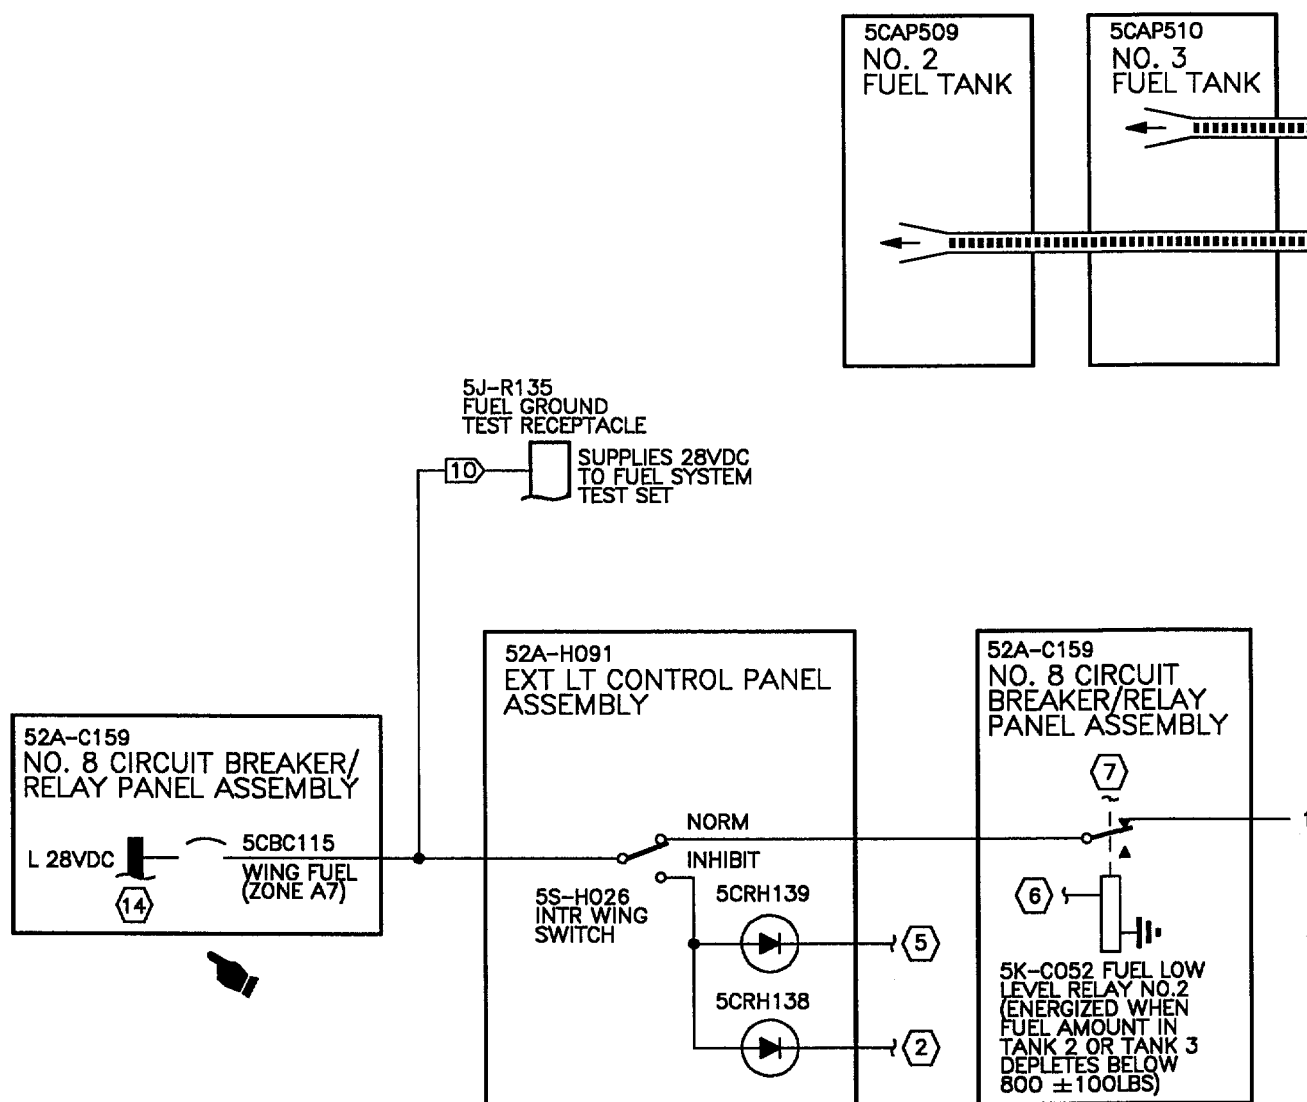 5CAP509
NO. 2
FUEL TANK
5CAP510
NO. 3
FUEL TANK
5J-R135
FUEL GROUND
TEST RECEPTACLE
10
SUPPLIES 28VDC
TO FUEL SYSTEM
TEST SET
52A-C159
NO. 8 CIRCUIT BREAKER/
RELAY PANEL ASSEMBLY
L 28VDC
14
5CBC115
WING FUEL
(ZONE A7)
52A-H091
EXT LT CONTROL PANEL
ASSEMBLY
NORM
INHIBIT
5S-H026
INTR WING
SWITCH
5CRH139
5
5CRH138
2
52A-C159
NO. 8 CIRCUIT
BREAKER/RELAY
PANEL ASSEMBLY
7
1
6
5K-C052 FUEL LOW
LEVEL RELAY NO.2
(ENERGIZED WHEN
FUEL AMOUNT IN
TANK 2 OR TANK 3
DEPLETES BELOW
800 ±100LBS)